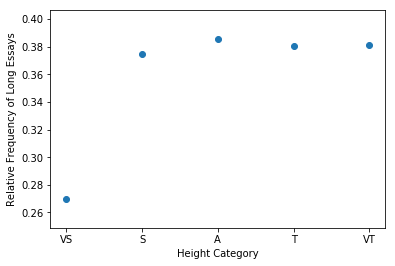 0.40
0.38
0.36
0.34
0.32
0.30
0.28
0.26
Relative Frequency of Long Essays
VS S A T VT
Height Category